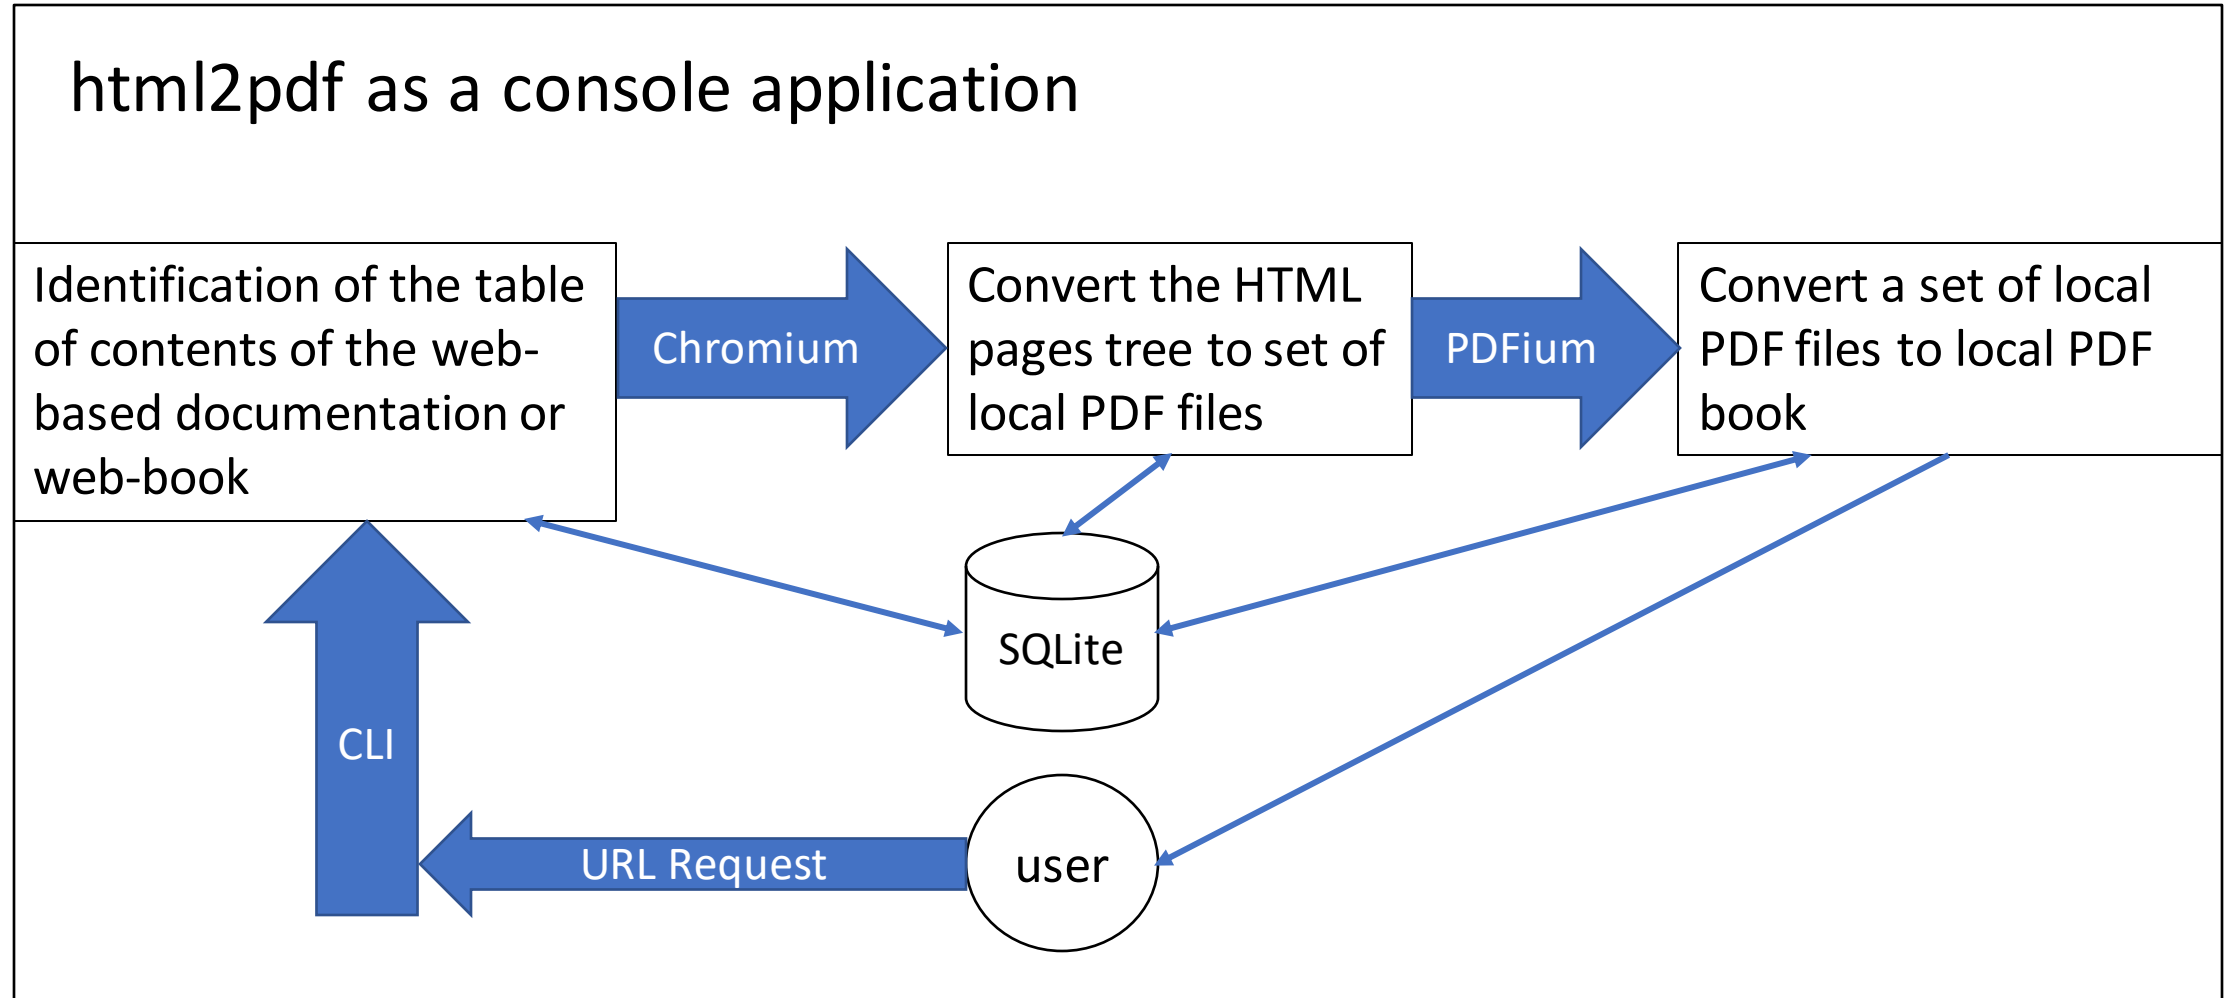 html2pdf as a console application
Identification of the table
of contents of the web-
based documentation or
web-book
Chromium
Convert the HTML
pages tree to set of
local PDF files
PDFium
Convert a set of local
PDF files to local PDF
book
SQLite
CLI
URL Request
user